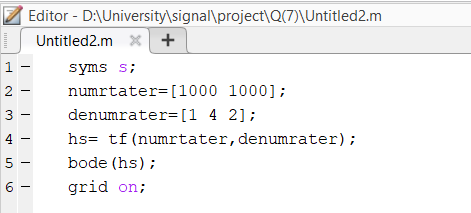 Editor - D:\University\signal\project\Q(7)\Untitled2.m
Untitled2.m × +
1 – syms s;
2 – numrtater=[1000 1000];
3 – denumrater=[1 4 2];
4 – hs= tf(numrtater,denumrater);
5 – bode(hs);
6 – grid on;